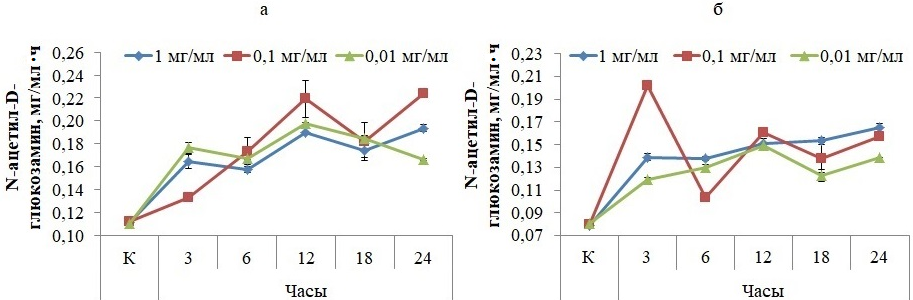 а
N-ацетил-D-
глюкозамин, мг/мл·ч
0,26
0,24
0,22
0,20
0,18
0,16
0,14
0,12
0,10
1 мг/мл 0,1 мг/мл 0,01 мг/мл
К 3 6 12 18 24
Часы
б
N-ацетил-D-
глюкозамин, мг/мл·ч
0,23
0,21
0,19
0,17
0,15
0,13
0,11
0,09
0,07
1 мг/мл 0,1 мг/мл 0,01 мг/мл
К 3 6 12 18 24
Часы